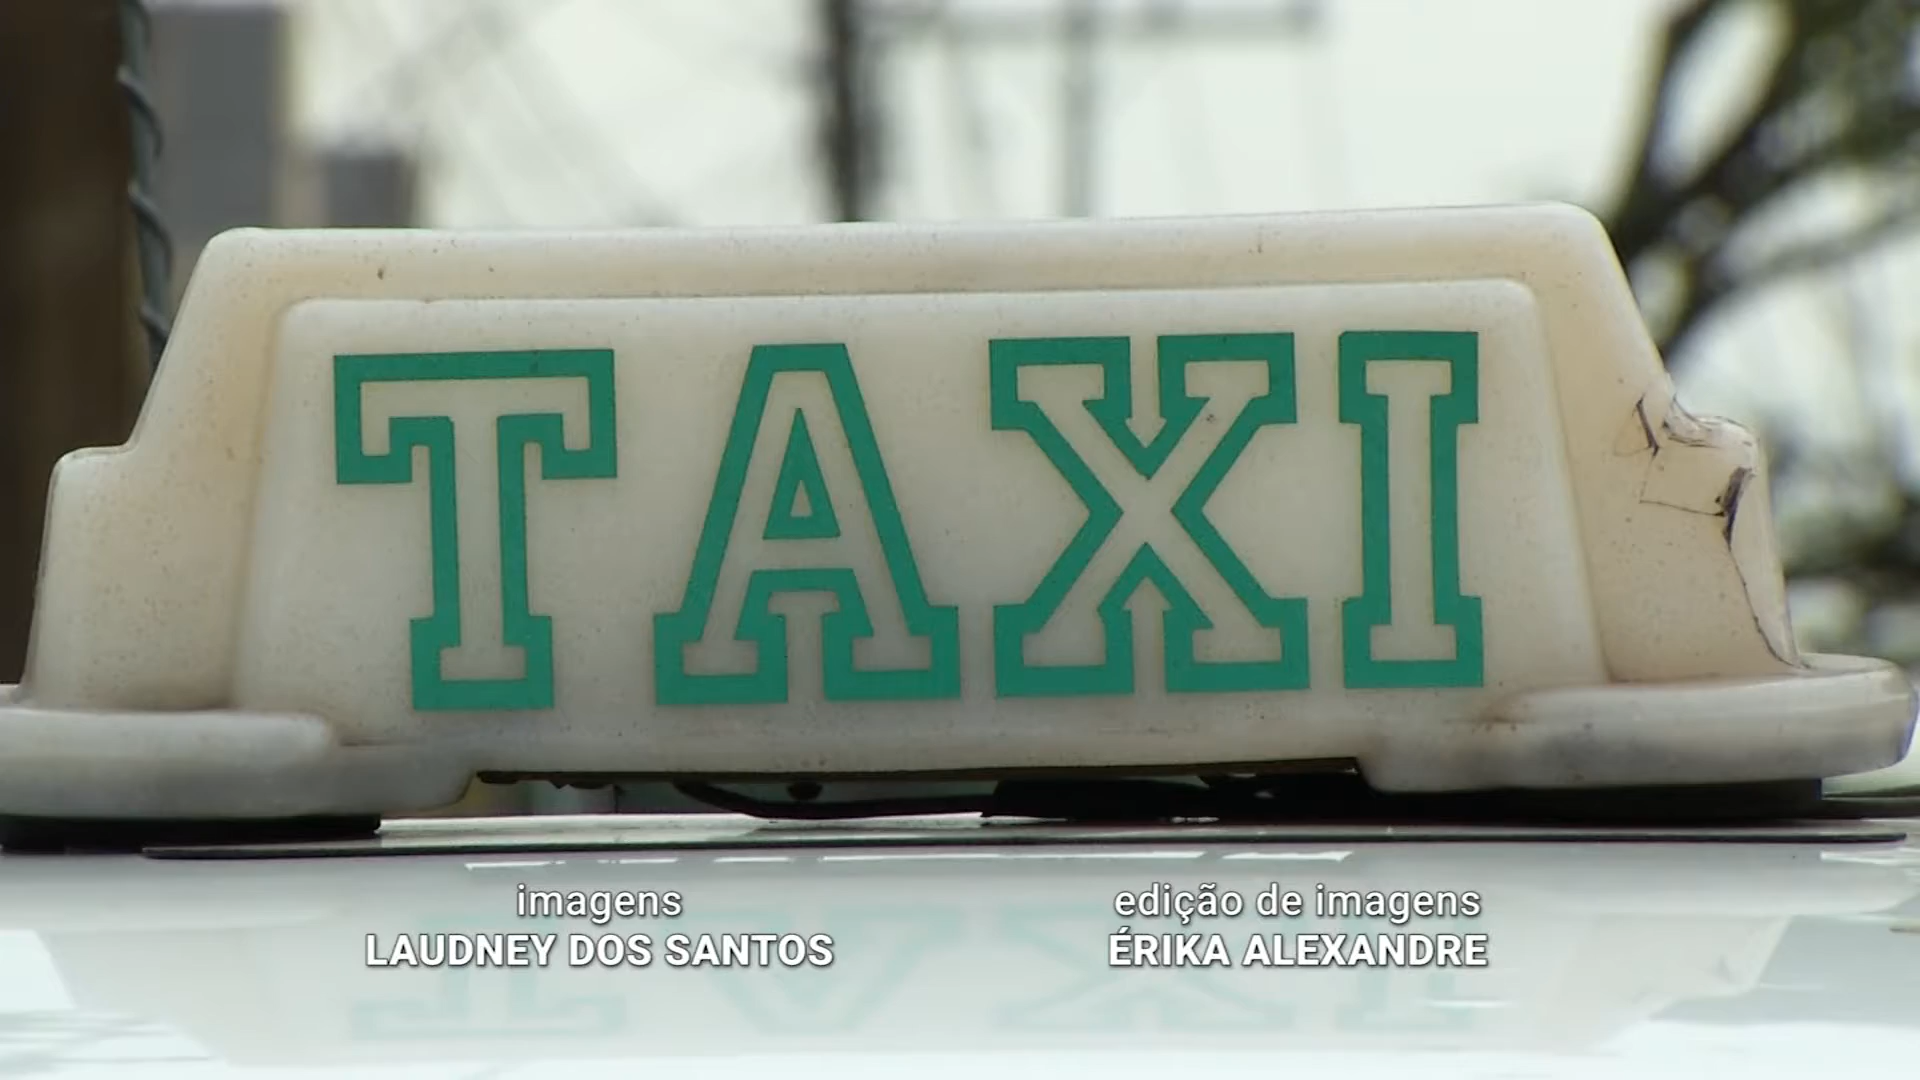 TAXI
imagens
LAUDNEY DOS SANTOS
edição de imagens
ÉRIKA ALEXANDRE